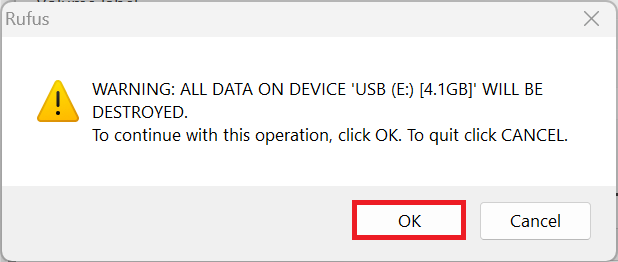 Rufus
WARNING: ALL DATA ON DEVICE 'USB (E:) [4.1GB]' WILL BE
DESTROYED.
To continue with this operation, click OK. To quit click CANCEL.
OK
Cancel